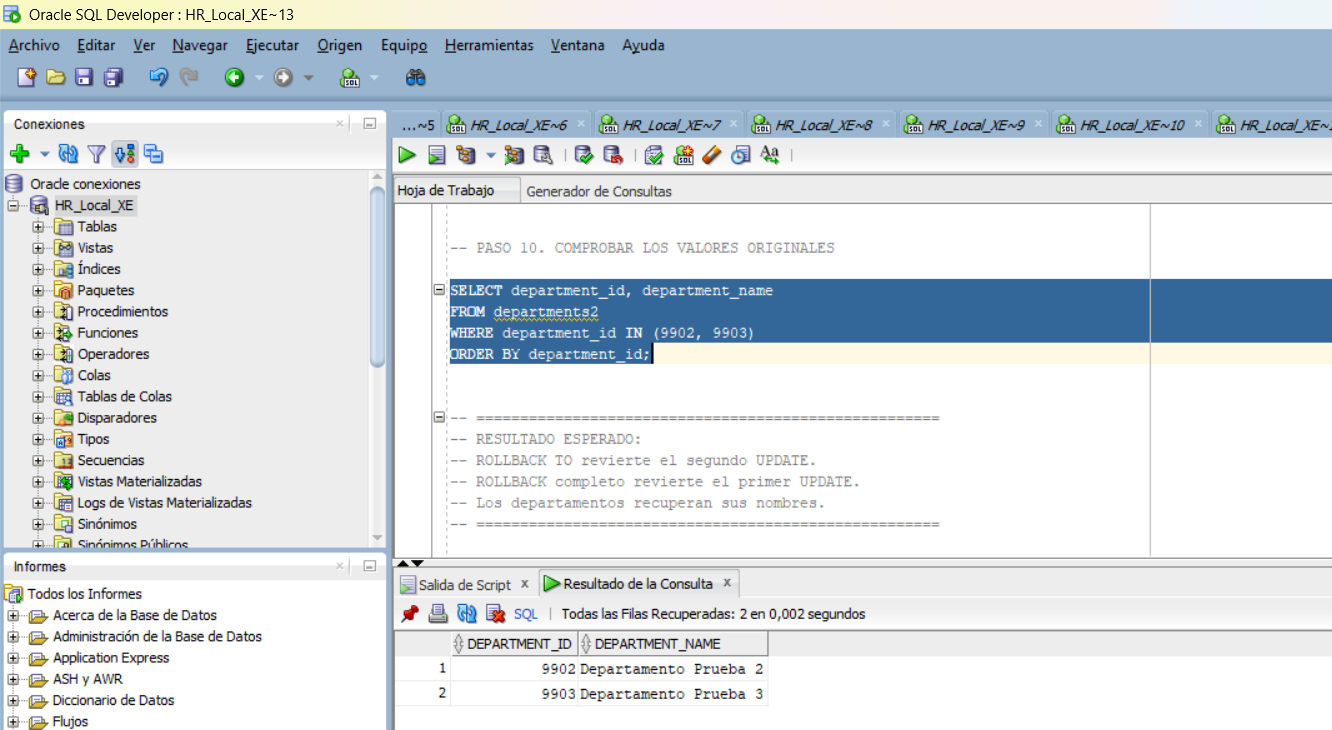 Oracle SQL Developer : HR_Local_XE~13
Archivo Editar Ver Navegar Ejecutar Origen Equipo Herramientas Ventana Ayuda
Conexiones
Oracle conexiones
HR_Local_XE
Tablas
Vistas
Índices
Paquetes
Procedimientos
Funciones
Operadores
Colas
Tablas de Colas
Disparadores
Tipos
Secuencias
Vistas Materializadas
Logs de Vistas Materializadas
Sinónimos
Sinónimos Públicos
Informes
Todos los Informes
Acerca de la Base de Datos
Administración de la Base de Datos
Application Express
ASH y AWR
Diccionario de Datos
Flujos
...~5 HR_Local_XE~6 HR_Local_XE~7 HR_Local_XE~8 HR_Local_XE~9 HR_Local_XE~10 HR_Local_XE~
Hoja de Trabajo Generador de Consultas
-- PASO 10. COMPROBAR LOS VALORES ORIGINALES
SELECT department_id, department_name
FROM departments2
WHERE department_id IN (9902, 9903)
ORDER BY department_id;
-- =====================================================
-- RESULTADO ESPERADO:
-- ROLLBACK TO revierte el segundo UPDATE.
-- ROLLBACK completo revierte el primer UPDATE.
-- Los departamentos recuperan sus nombres.
-- =====================================================
Salida de Script x Resultado de la Consulta x
SQL | Todas las Filas Recuperadas: 2 en 0,002 segundos
DEPARTMENT_ID DEPARTMENT_NAME
1 9902 Departamento Prueba 2
2 9903 Departamento Prueba 3